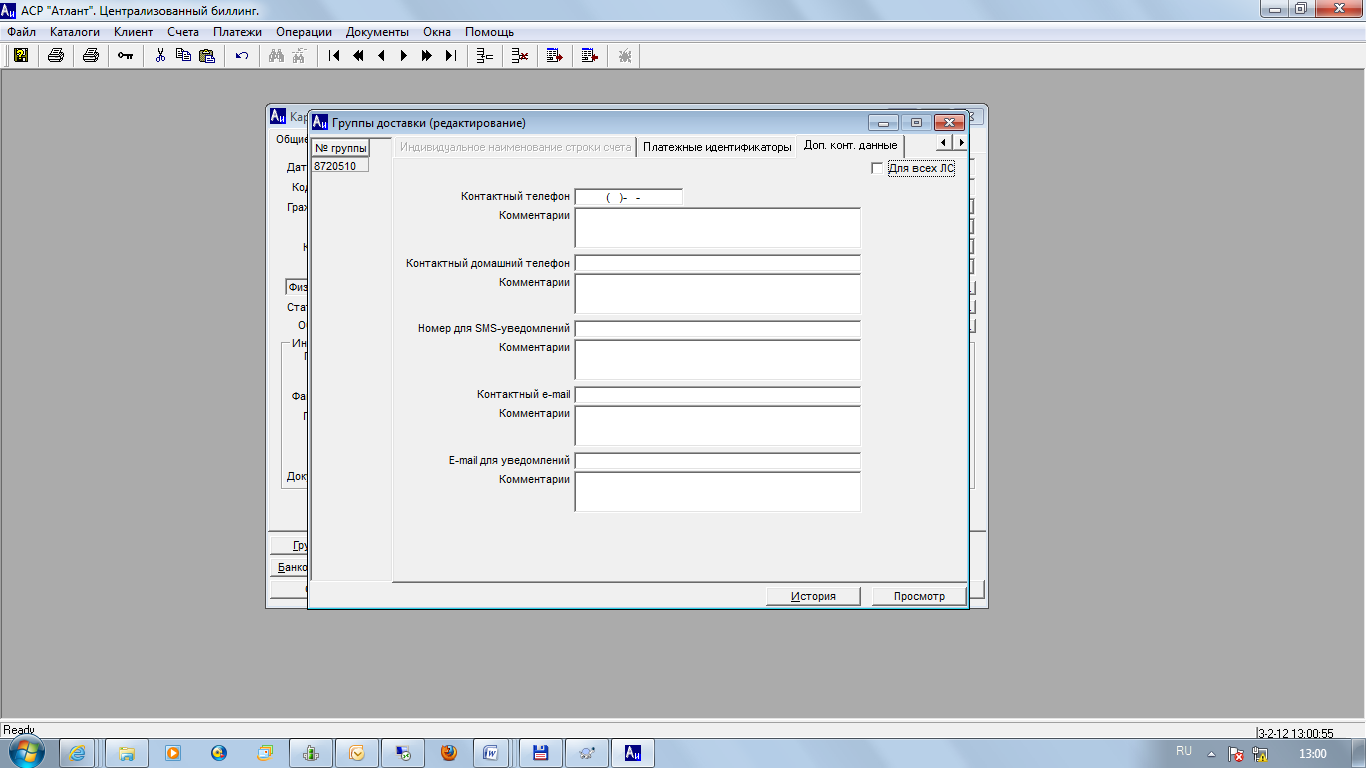 АСР "Атлант". Централизованный биллинг.
Файл Каталоги Клиент Счета Платежи Операции Документы Окна Помощь
Группы доставки (редактирование)
Общие
№ группы
8720510
Индивидуальное наименование строки счета
Платежные идентификаторы
Доп. конт. данные
Для всех ЛС
Контактный телефон ( )- -
Комментарии
Контактный домашний телефон
Комментарии
Номер для SMS-уведомлений
Комментарии
Контактный e-mail
Комментарии
E-mail для уведомлений
Комментарии
История
Просмотр
Ready
3-2-12 13:00:55
RU
13:00